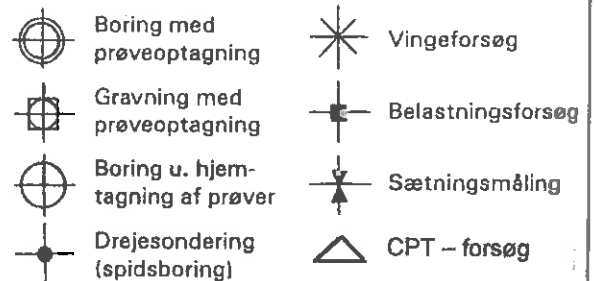 Boring med
prøveoptagning
Gravning med
prøveoptagning
Boring u. hjem-
tagning af prøver
Drejesondering
(spidsboring)
Vingeforsøg
Belastningsforsøg
Sætningsmåling
CPT – forsøg